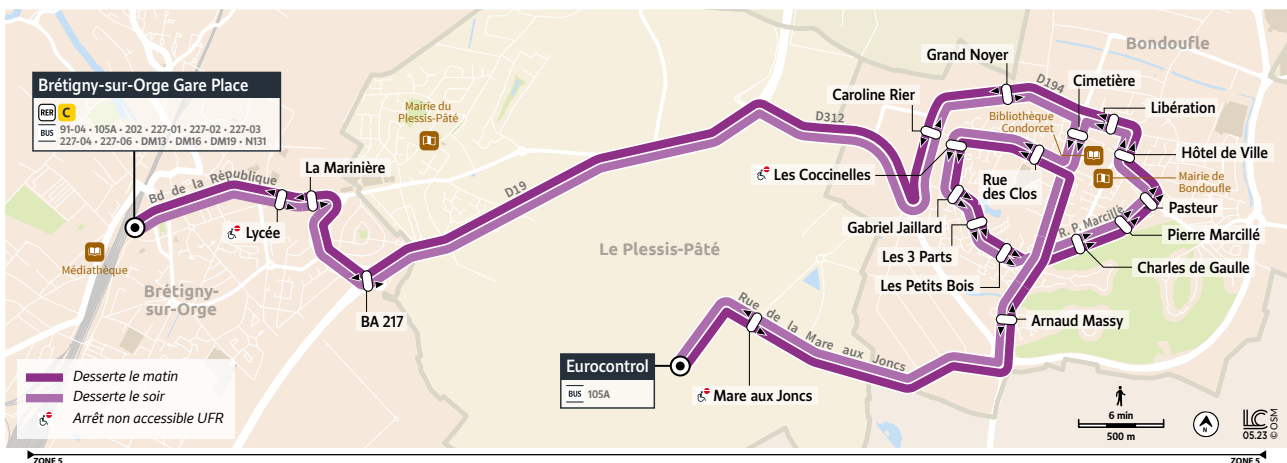 Bondoufle
Grand Noyer
D194
Cimetière
Brétigny-sur-Orge Gare Place
RER C
BUS 91-04 • 105A • 202 • 227-01 • 227-02 • 227-03
227-04 • 227-06 • DM13 • DM16 • DM19 • N131
Mairie du
Plessis-Pâté
Caroline Rier
D312
Bibliothèque
Condorcet
Libération
Hôtel de Ville
La Marinière
Bd de la République
Les Coccinelles
Rue
des Clos
Mairie de
Bondoufle
D19
Pasteur
Lycée
Gabriel Jaillard
R. P. Marcillé
Pierre Marcillé
Médiathèque
Le Plessis-Pâté
Les 3 Parts
Charles de Gaulle
Brétigny-
sur-Orge
Les Petits Bois
BA 217
Rue de la Mare aux Joncs
Arnaud Massy
Eurocontrol
BUS 105A
Mare aux Joncs
Desserte le matin
Desserte le soir
Arrêt non accessible UFR
6 min
500 m
N
LC
05.23
© OSM
ZONE 5
ZONE 5